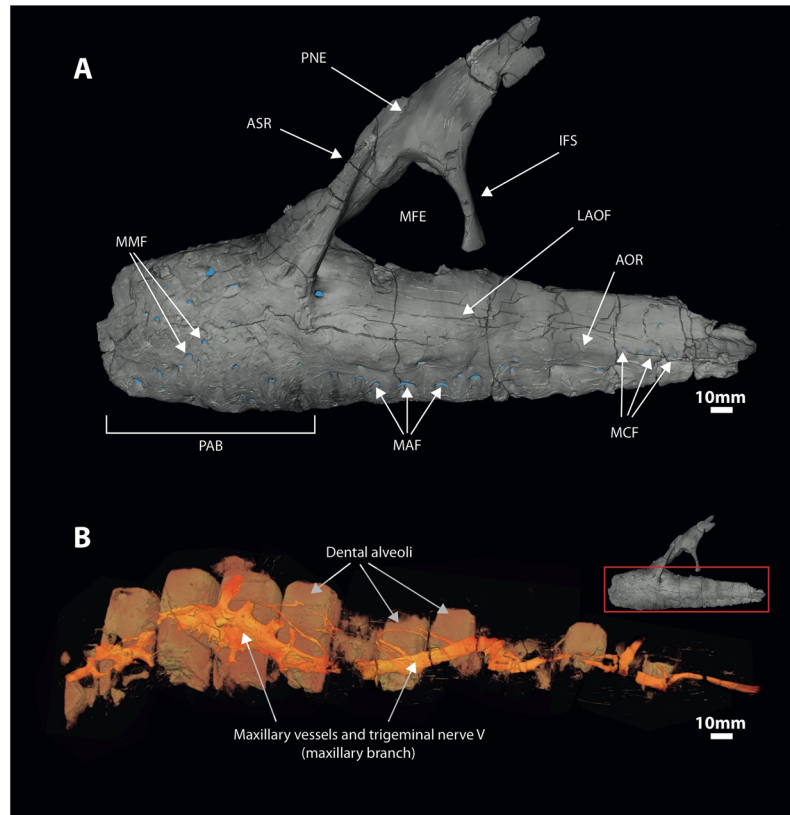 A
PNE
ASR
IFS
MFE
LAOF
MMF
AOR
10mm
PAB
MAF
MCF
B
Dental alveoli
10mm
Maxillary vessels and trigeminal nerve V
(maxillary branch)